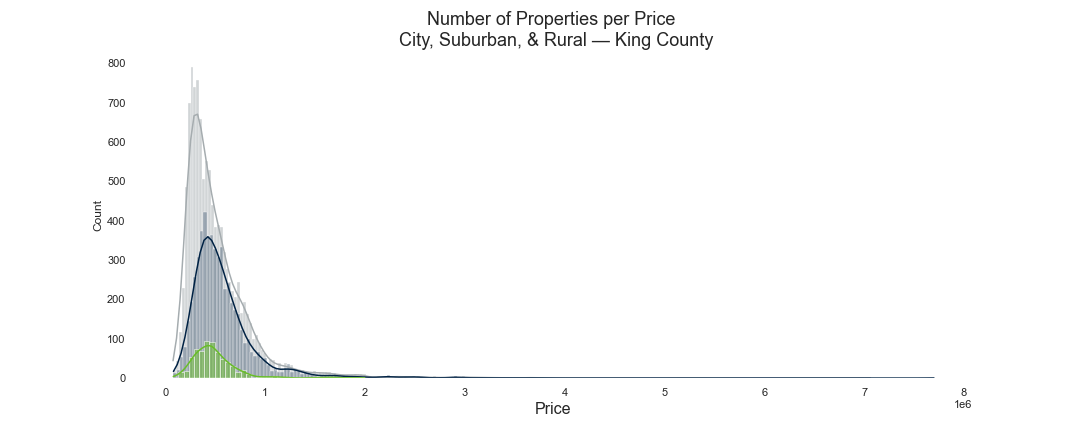 Number of Properties per Price
City, Suburban, & Rural — King County
800
700
600
500
400
300
200
100
0
Count
0 1 2 3 4 5 6 7 8
1e6
Price